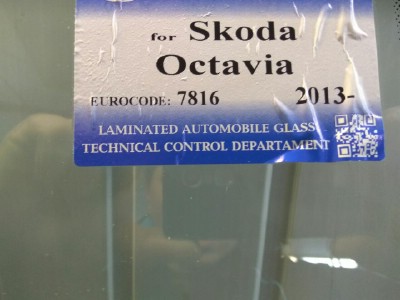 for Skoda
Octavia
EUROCODE: 7816 2013-
LAMINATED AUTOMOBILE GLASS
TECHNICAL CONTROL DEPARTAMENT